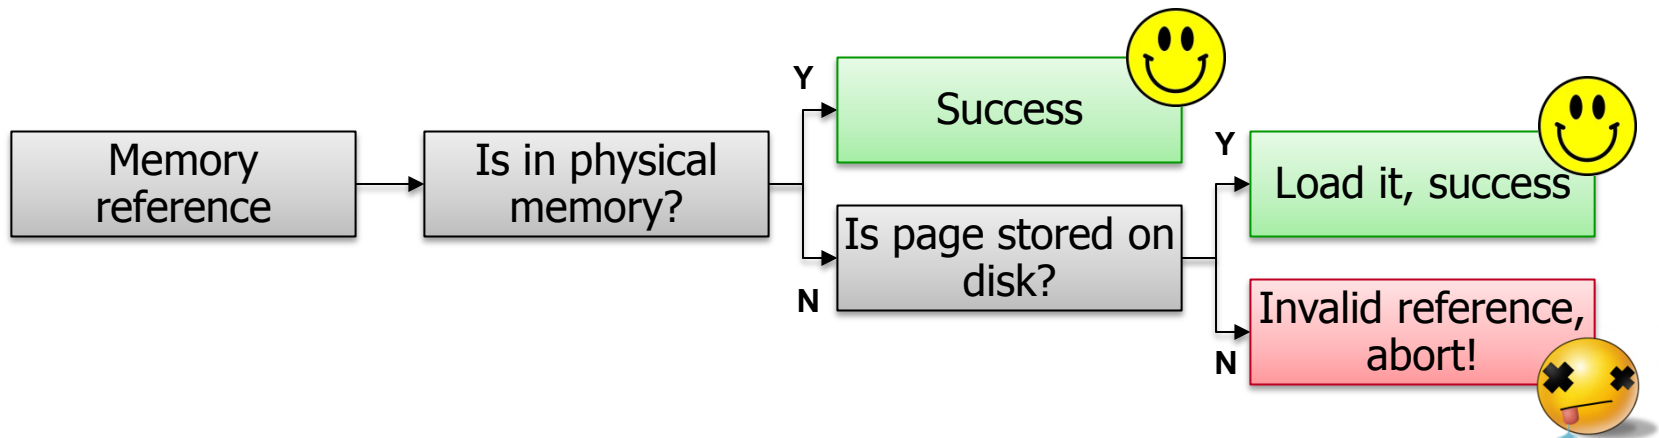 Memory
reference
Is in physical
memory?
Y
Success
N
Is page stored on
disk?
Y
Load it, success
N
Invalid reference,
abort!